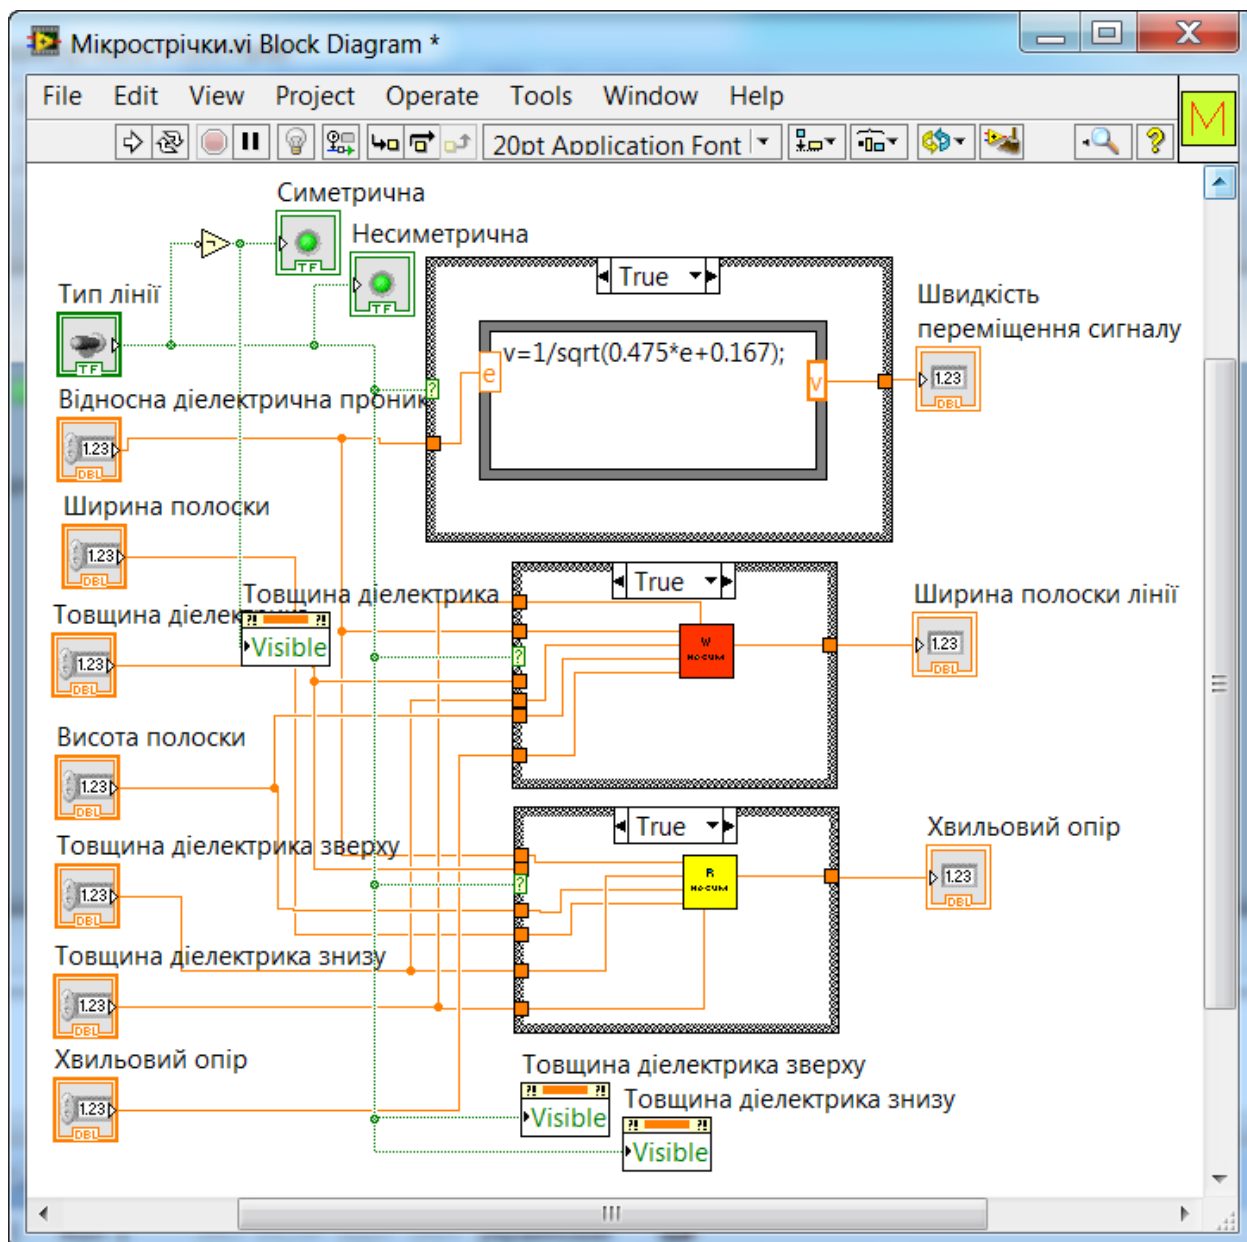 Мікрострічки.vi Block Diagram *
File Edit View Project Operate Tools Window Help
20pt Application Font
M
Симетрична
TF
Несиметрична
TF
True
Тип лінії
TF
v=1/sqrt(0.475*e+0.167);
e
v
Швидкість
переміщення сигналу
1.23
DBL
?
Відносна діелектрична проник
1.23
DBL
Ширина полоски
1.23
DBL
True
Товщина діелектрика
Ширина полоски лінії
1.23
DBL
Товщина діелек
?! ?!
Visible
1.23
DBL
W
несим
?
Висота полоски
1.23
DBL
True
Хвильовий опір
1.23
DBL
Товщина діелектрика зверху
1.23
DBL
R
несим
?
Товщина діелектрика знизу
1.23
DBL
Хвильовий опір
1.23
DBL
Товщина діелектрика зверху
?! ?!
Visible
Товщина діелектрика знизу
?! ?!
Visible